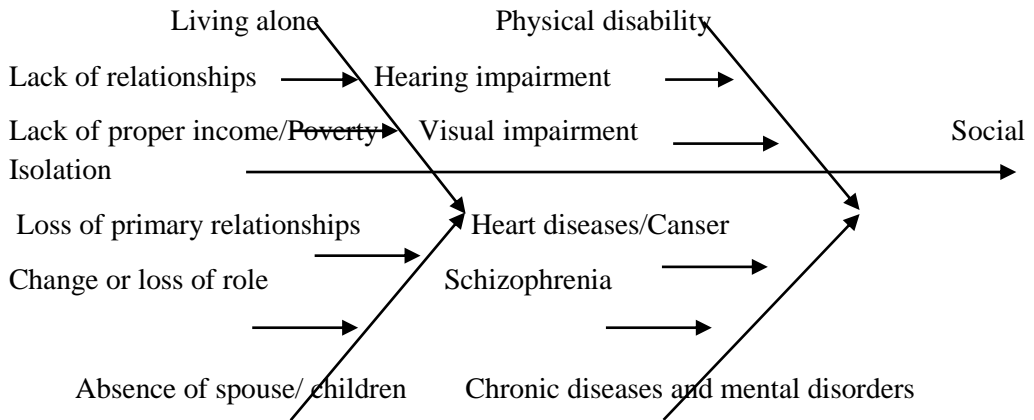 Living alone Physical disability
Lack of relationships Hearing impairment
Lack of proper income/Poverty Visual impairment Social
Isolation
Loss of primary relationships Heart diseases/Canser
Change or loss of role Schizophrenia
Absence of spouse/ children Chronic diseases and mental disorders